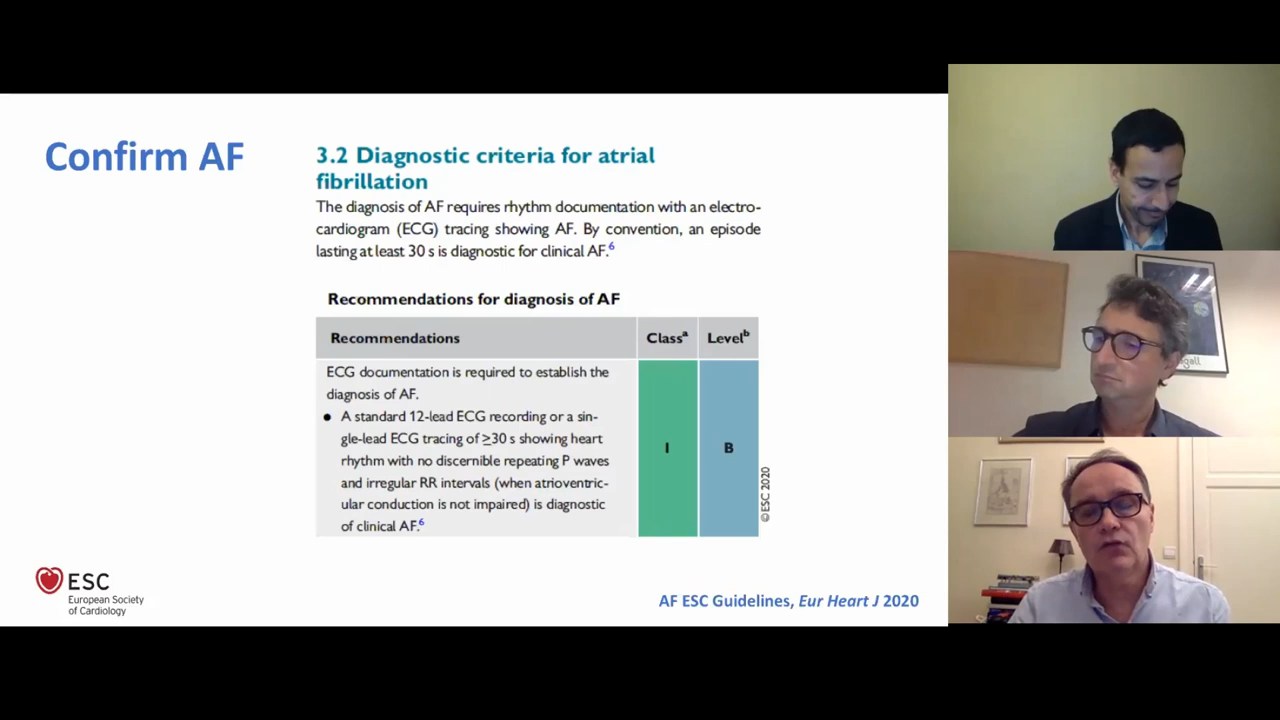 Confirm AF
3.2 Diagnostic criteria for atrial
fibrillation
The diagnosis of AF requires rhythm documentation with an electro-
cardiogram (ECG) tracing showing AF. By convention, an episode
lasting at least 30 s is diagnostic for clinical AF.6
Recommendations for diagnosis of AF
Recommendations Classa Levelb
ECG documentation is required to establish the
diagnosis of AF.
● A standard 12-lead ECG recording or a sin-
gle-lead ECG tracing of ≥30 s showing heart
rhythm with no discernible repeating P waves
and irregular RR intervals (when atrioventric-
ular conduction is not impaired) is diagnostic
of clinical AF.6
I B
©ESC 2020
ESC
European Society
of Cardiology
AF ESC Guidelines, Eur Heart J 2020